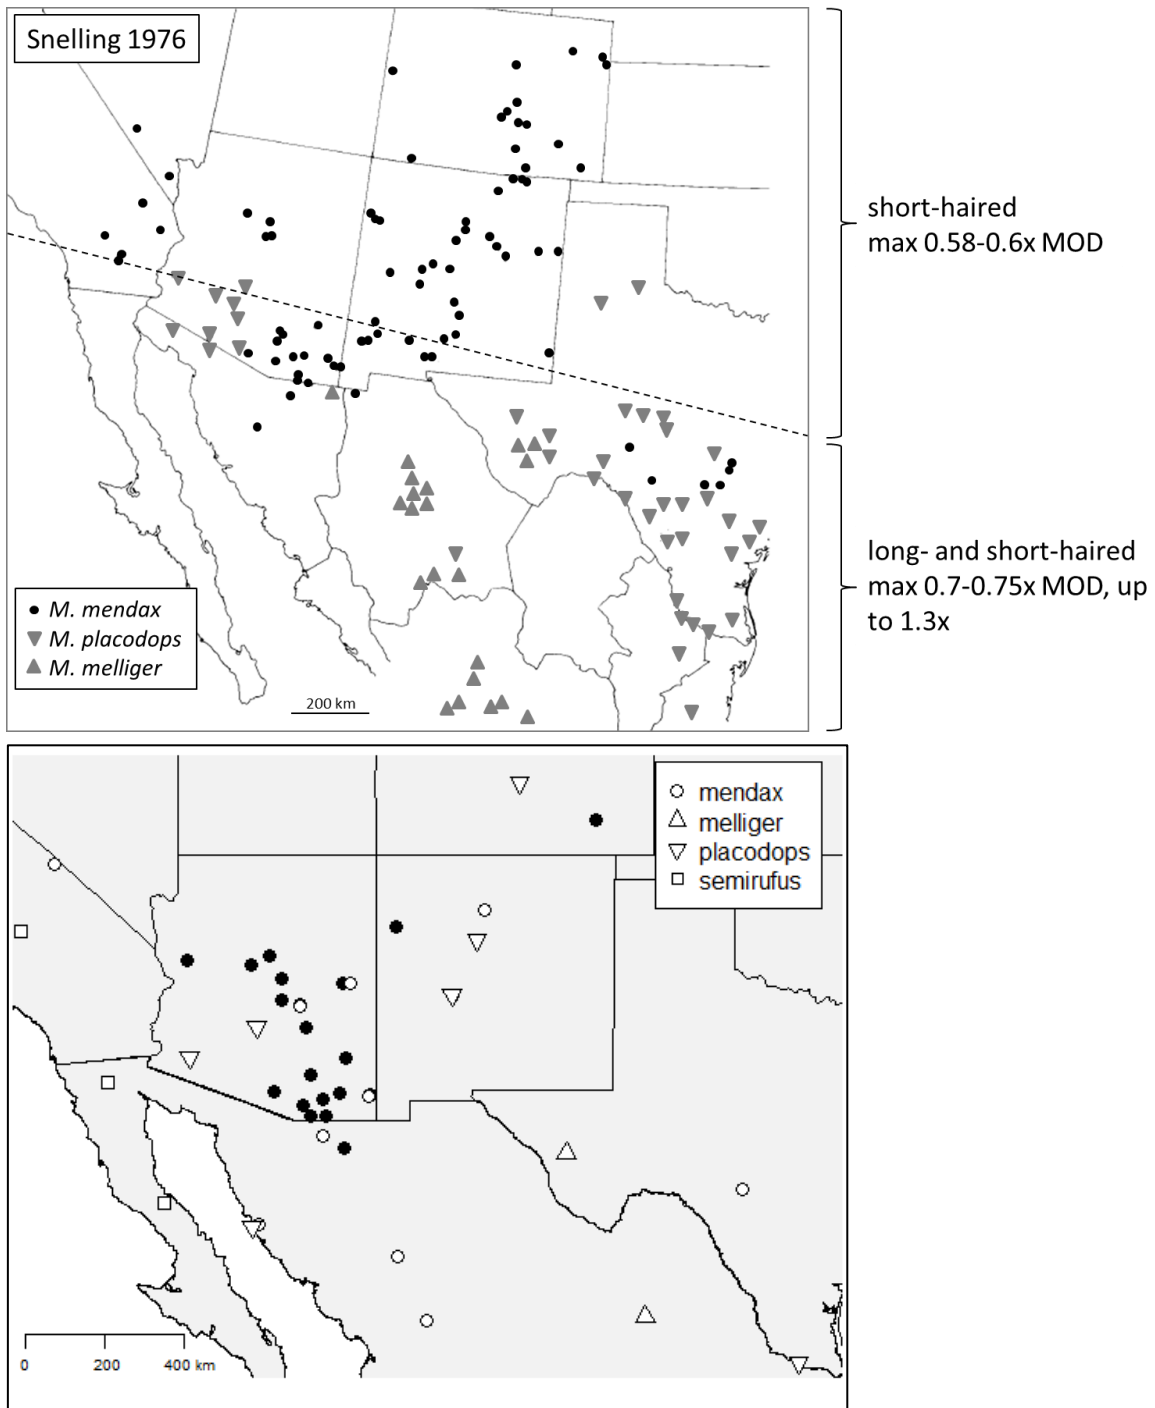 Snelling 1976
short-haired
max 0.58-0.6x MOD
long- and short-haired
max 0.7-0.75x MOD, up
to 1.3x
M. mendax
M. placodops
M. melliger
200 km
mendax
melliger
placodops
semirufus
0 200 400 km